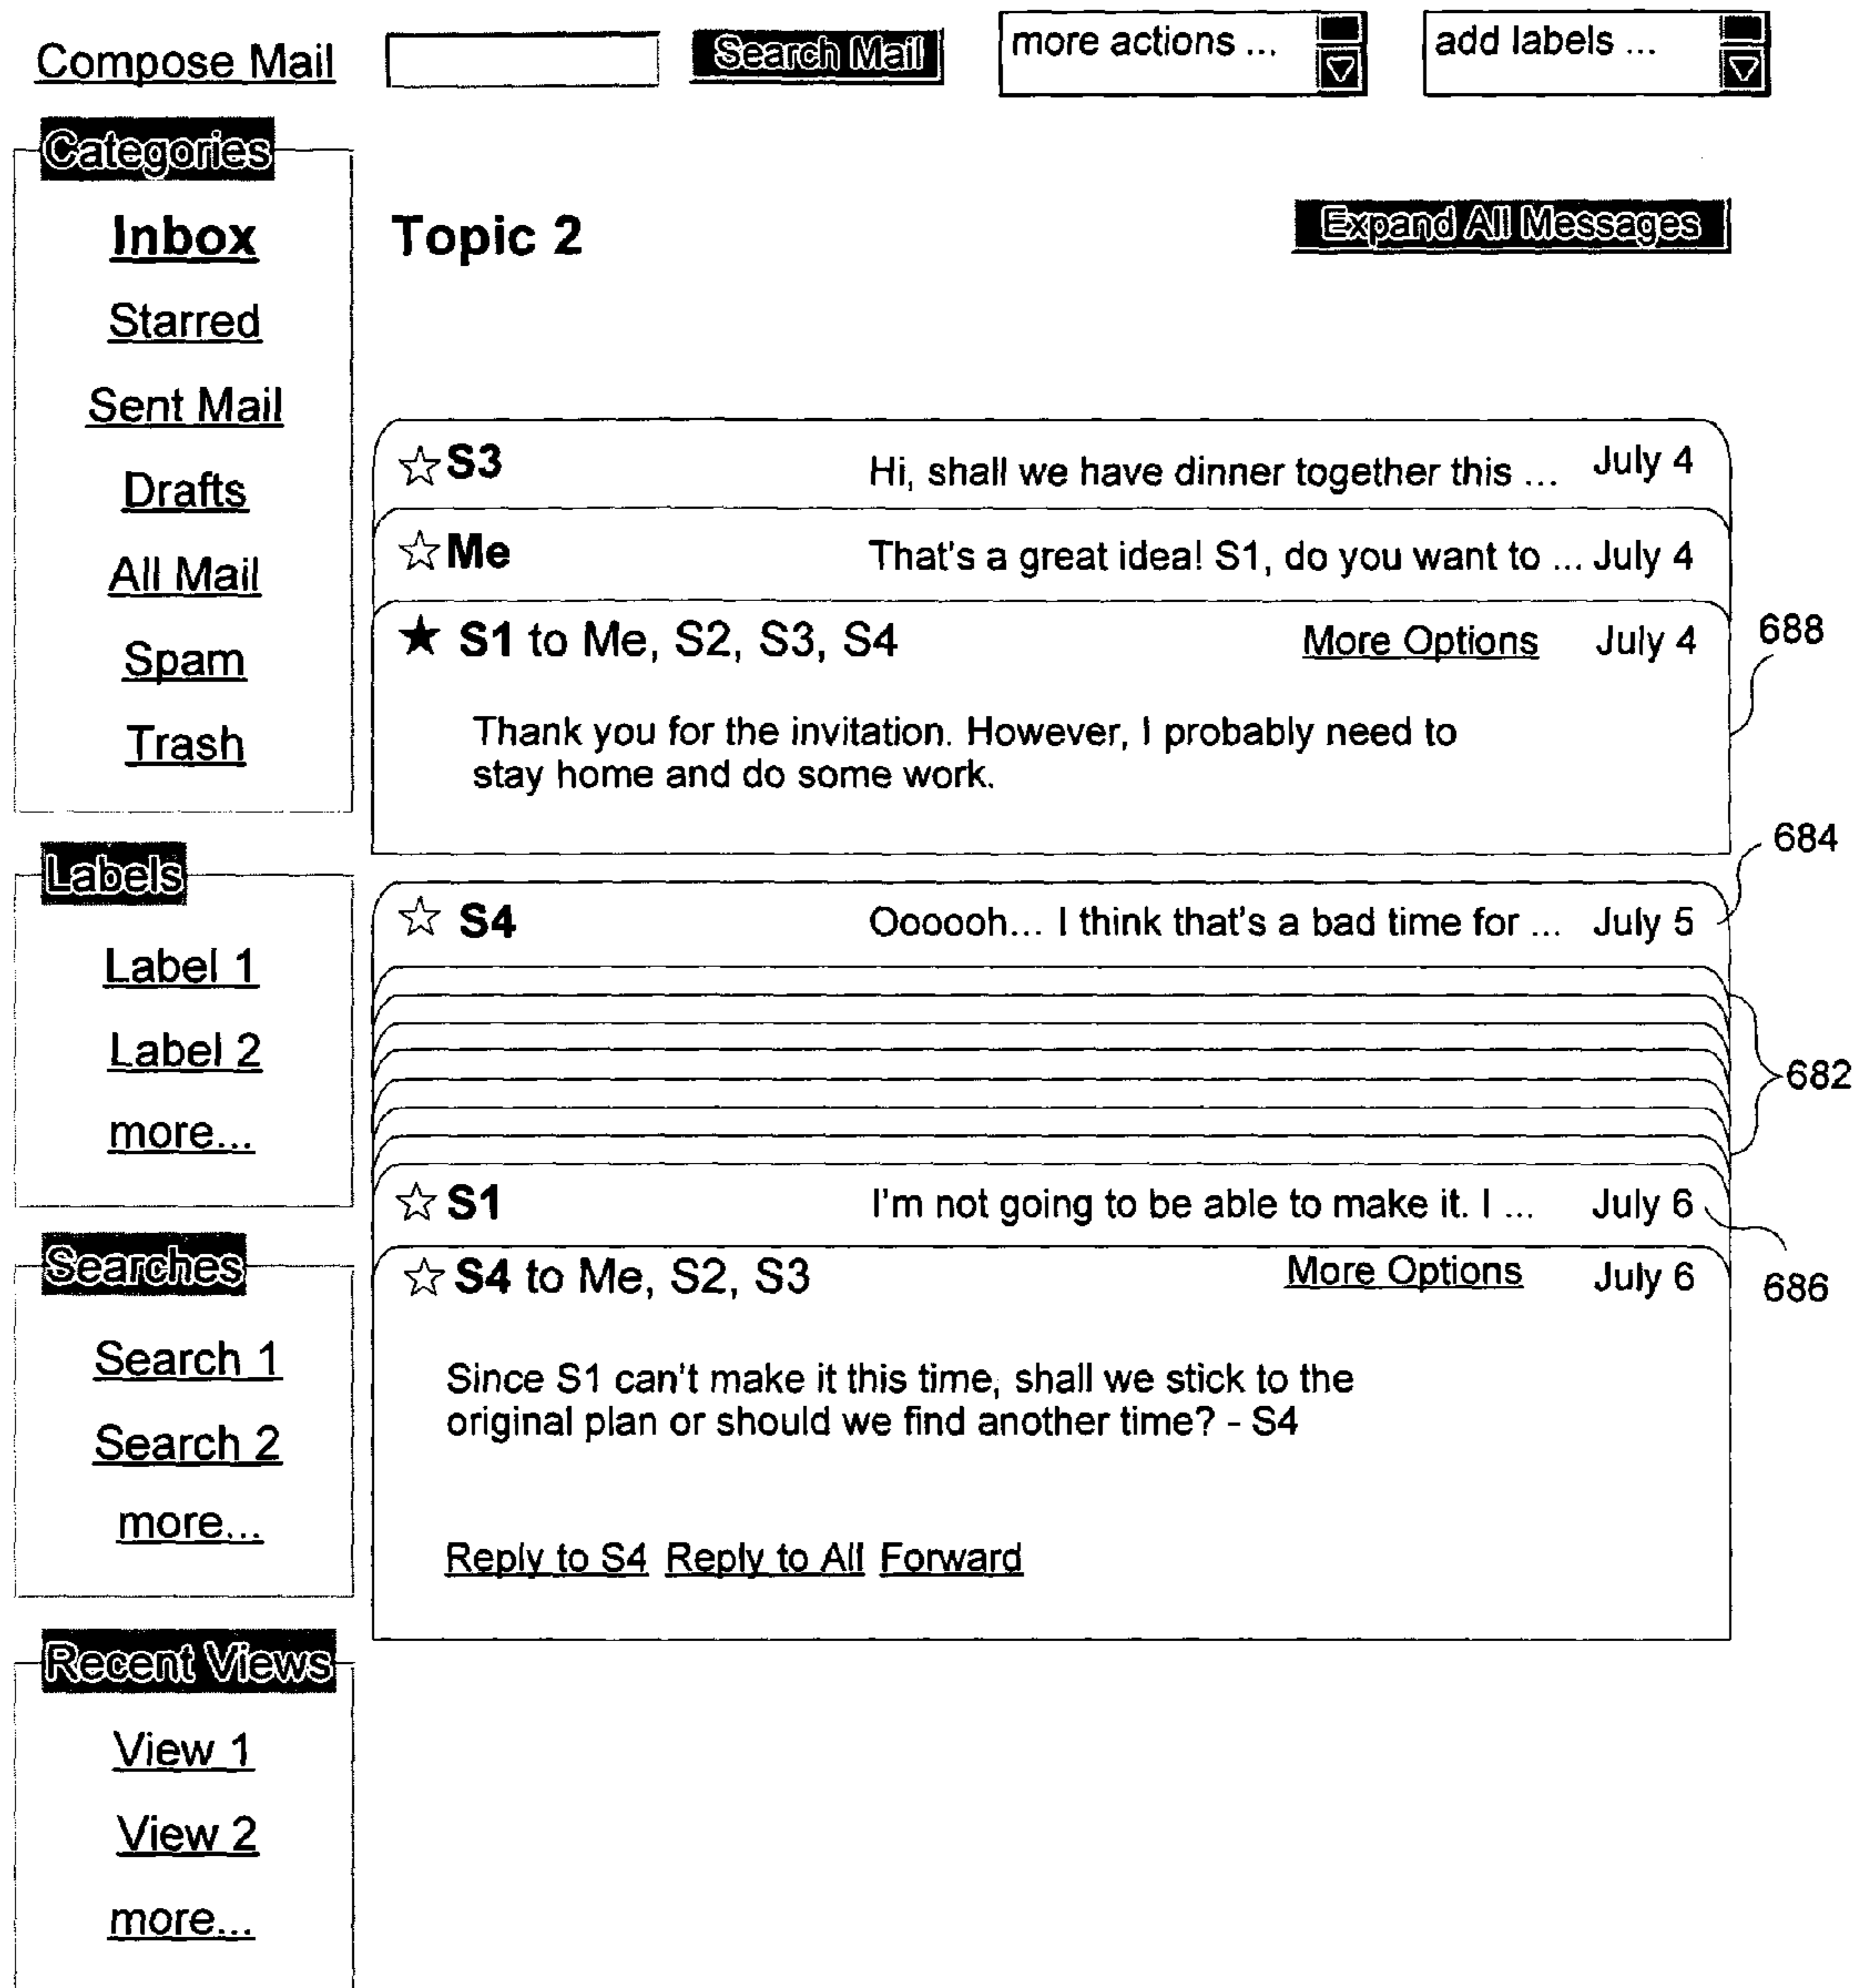 Compose Mail
Search Mail
more actions ...
add labels ...
Categories
Inbox
Starred
Sent Mail
Drafts
All Mail
Spam
Trash
Labels
Label 1
Label 2
more...
Searches
Search 1
Search 2
more...
Recent Views
View 1
View 2
more...
Topic 2
Expand All Messages
S3 Hi, shall we have dinner together this ... July 4
Me That's a great idea! S1, do you want to ... July 4
S1 to Me, S2, S3, S4 More Options July 4
688
Thank you for the invitation. However, I probably need to
stay home and do some work.
684
S4 Oooooh... I think that's a bad time for ... July 5
682
S1 I'm not going to be able to make it. I ... July 6
686
S4 to Me, S2, S3 More Options July 6
Since S1 can't make it this time, shall we stick to the
original plan or should we find another time? - S4
Reply to S4 Reply to All Forward